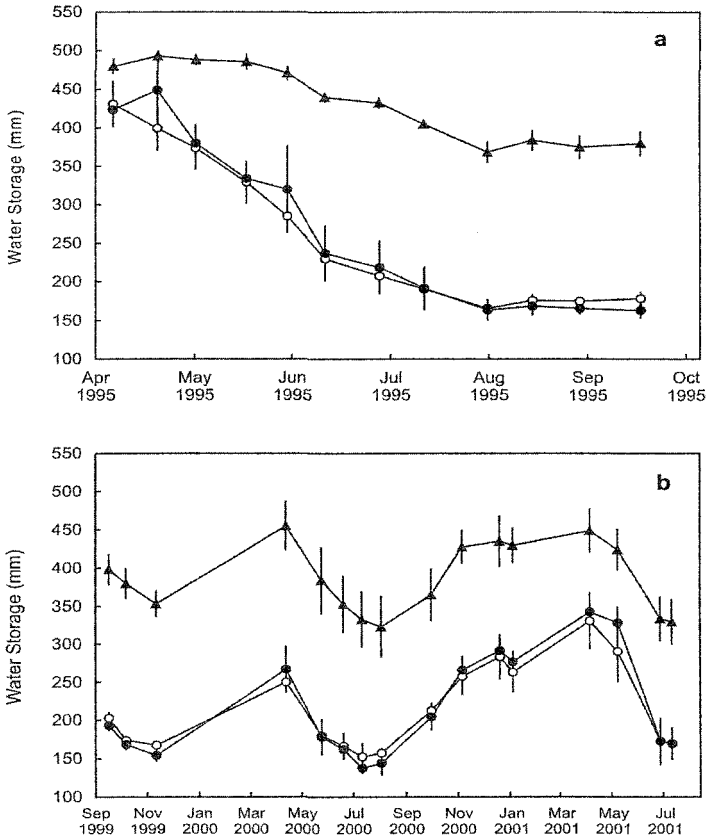 550
500
450
400
350
300
250
200
150
100
Water Storage (mm)
a
Apr May Jun Jul Aug Sep Oct
1995 1995 1995 1995 1995 1995 1995
550
500
450
400
350
300
250
200
150
100
Water Storage (mm)
b
Sep Nov Jan Mar May Jul Sep Nov Jan Mar May Jul
1999 1999 2000 2000 2000 2000 2000 2000 2001 2001 2001 2001